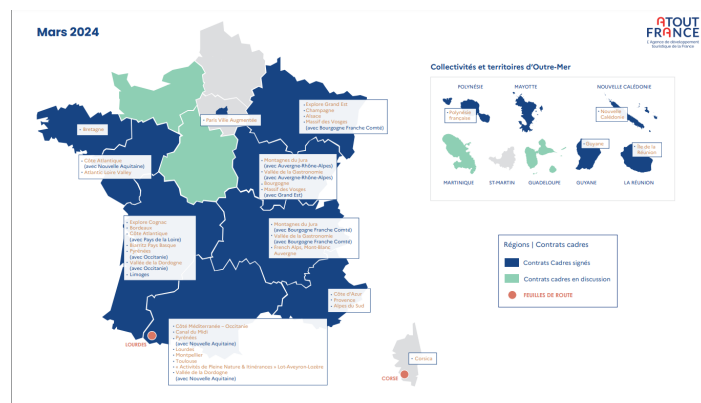 Mars 2024
ATOUT
FRANCE
L'Agence de développement
touristique de la France
Collectivités et territoires d'Outre-Mer
POLYNÉSIE
MAYOTTE
NOUVELLE CALÉDONIE
• Polynésie
française
• Nouvelle
Calédonie
• Guyane
• Île de la
Réunion
MARTINIQUE
ST-MARTIN
GUADELOUPE
GUYANE
LA RÉUNION
• Explore Grand Est
• Champagne
• Alsace
• Massif des Vosges
(avec Bourgogne Franche Comté)
• Paris Ville Augmentée
• Bretagne
• Côte Atlantique
(avec Nouvelle Aquitaine)
• Atlantic Loire Valley
• Montagnes du Jura
(avec Auvergne-Rhône-Alpes)
• Vallée de la Gastronomie
(avec Auvergne-Rhône-Alpes)
• Bourgogne
• Massif des Vosges
(avec Grand Est)
• Explore Cognac
• Bordeaux
• Côte Atlantique
(avec Pays de la Loire)
• Biarritz Pays Basque
• Pyrénées
(avec Occitanie)
• Vallée de la Dordogne
(avec Occitanie)
• Limoges
• Montagnes du Jura
(avec Bourgogne Franche Comté)
• Vallée de la Gastronomie
(avec Bourgogne Franche Comté)
• French Alps, Mont-Blanc
Auvergne
• Côte d'Azur
• Provence
• Alpes du Sud
• Côté Méditerranée – Occitanie
• Canal du Midi
• Pyrénées
(avec Nouvelle Aquitaine)
• Lourdes
• Montpellier
• Toulouse
• « Activités de Pleine Nature & Itinérances » Lot-Aveyron-Lozère
• Vallée de la Dordogne
(avec Nouvelle Aquitaine)
LOURDES
• Corsica
CORSE
Régions | Contrats cadres
Contrats Cadres signés
Contrats cadres en discussion
FEUILLES DE ROUTE